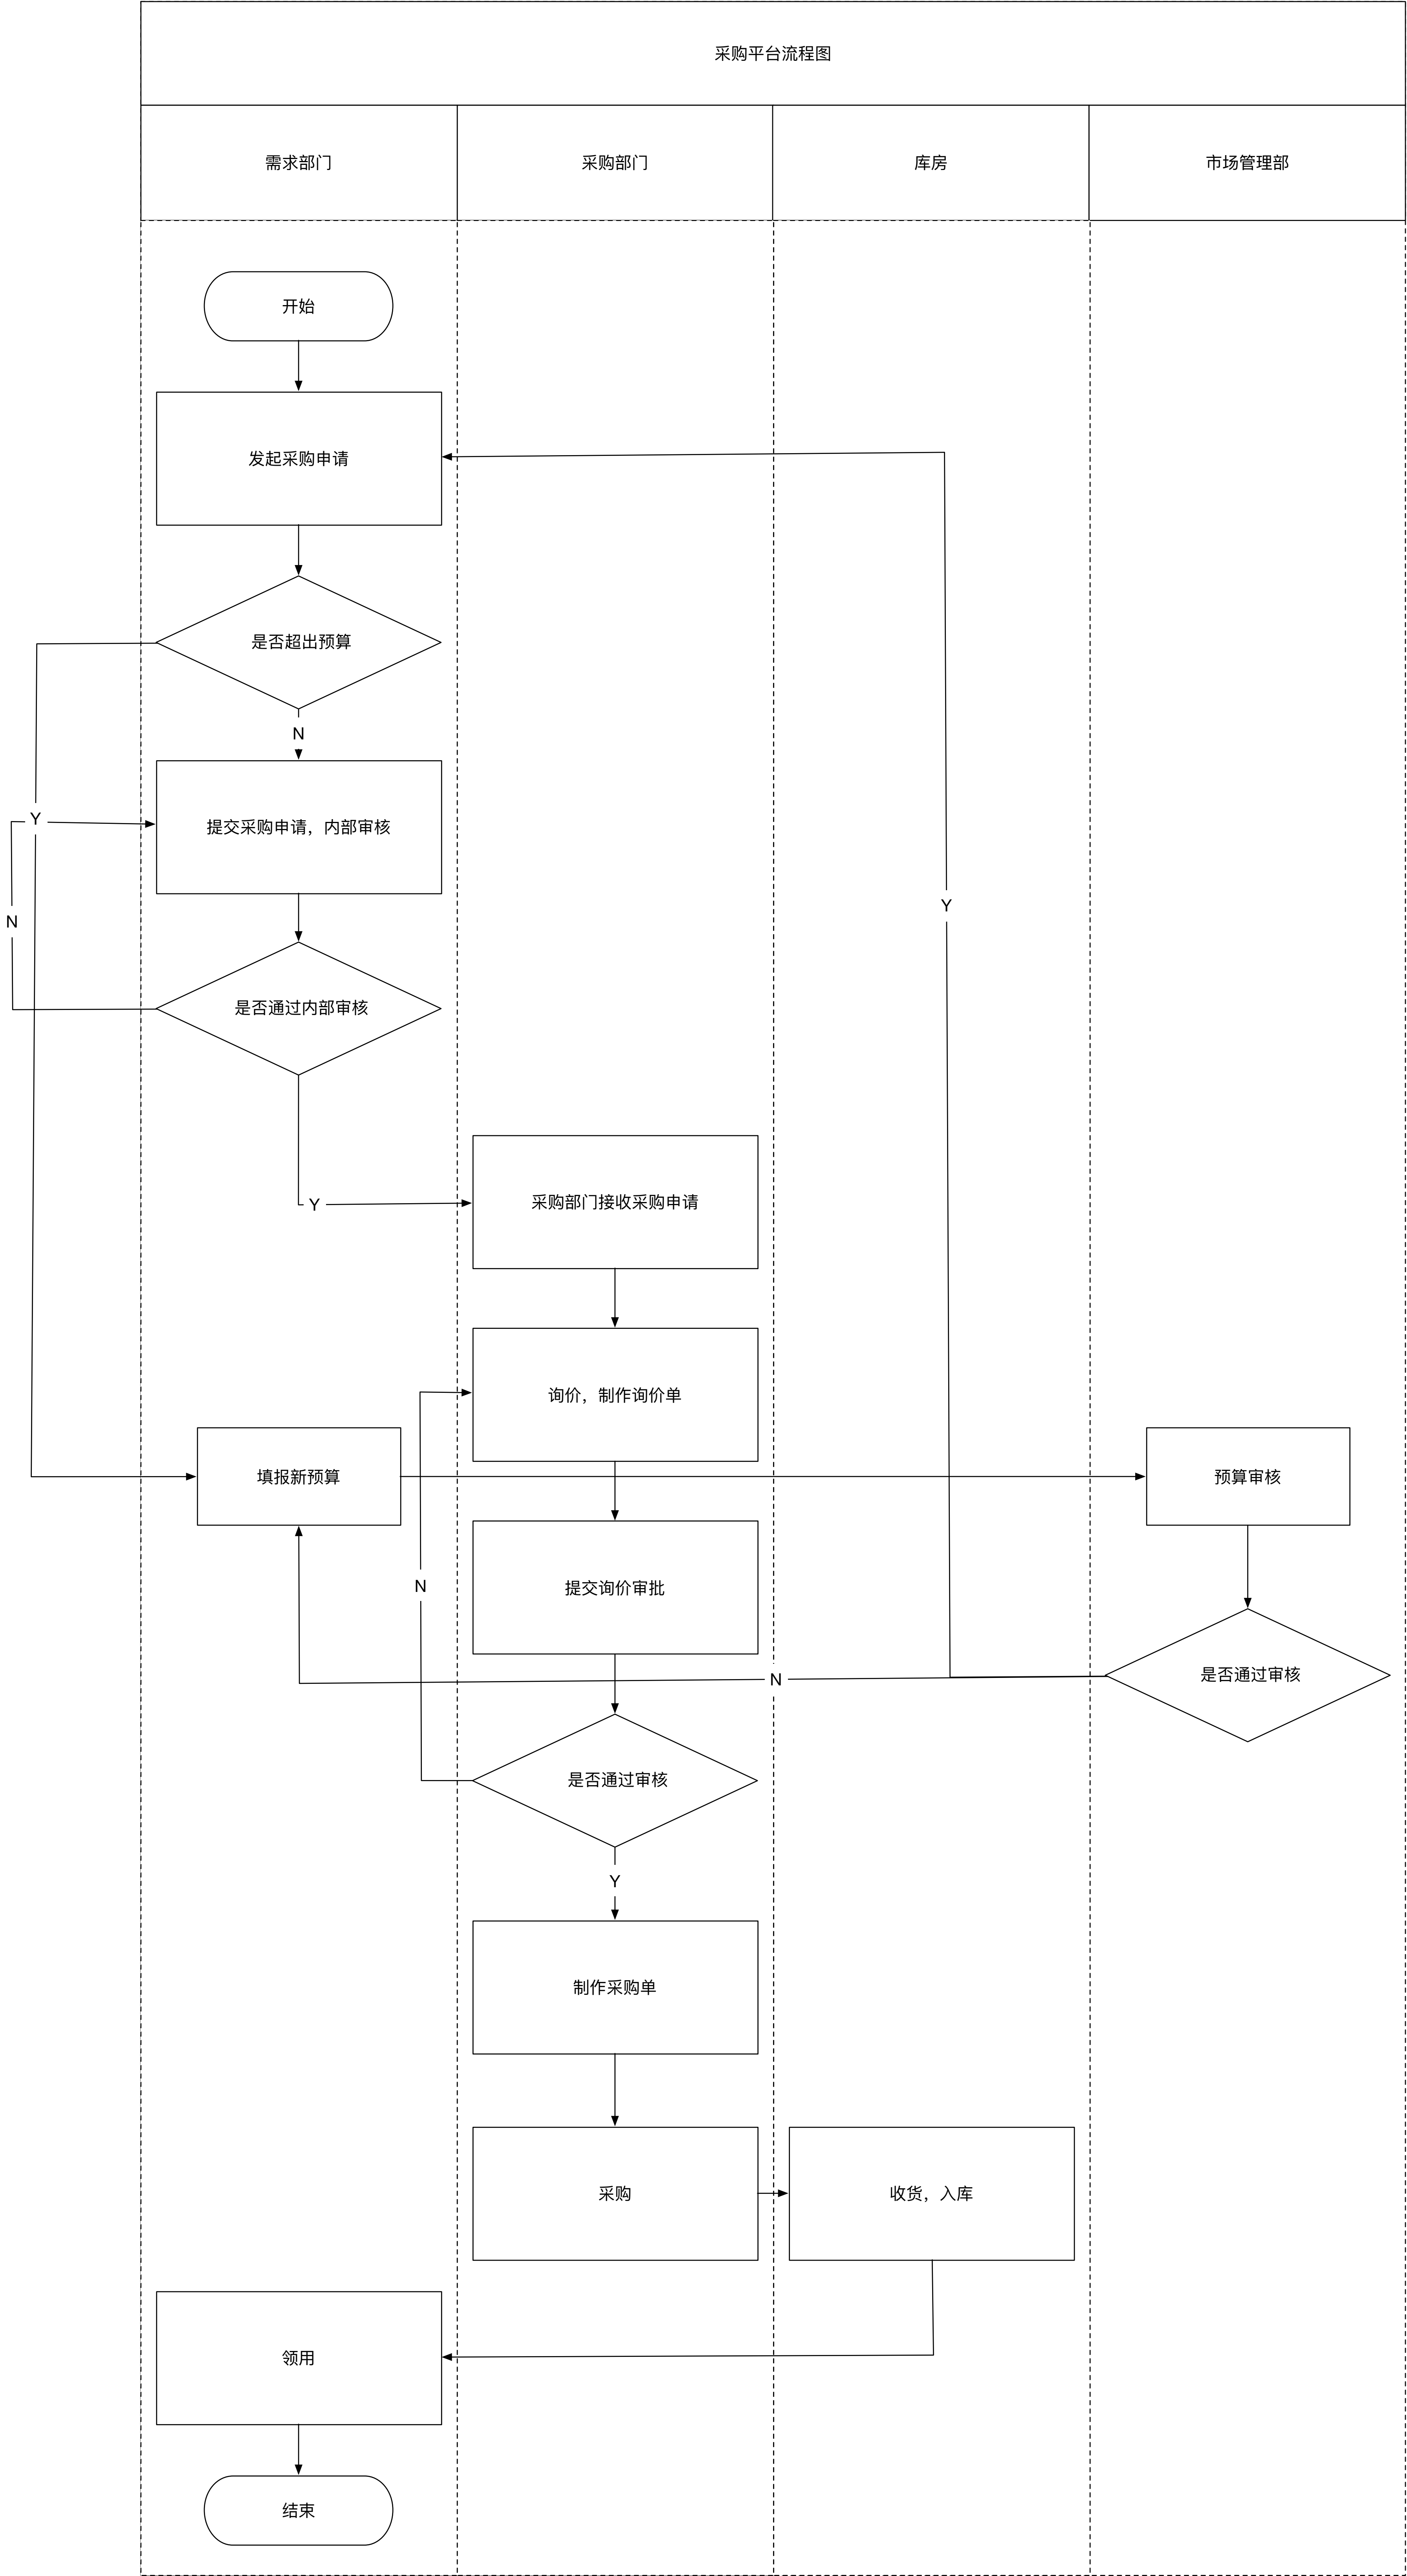 采购平台流程图
需求部门
采购部门
库房
市场管理部
开始
发起采购申请
是否超出预算
N
提交采购申请，内部审核
Y
Y
N
是否通过内部审核
采购部门接收采购申请
Y
询价，制作询价单
填报新预算
预算审核
N
提交询价审批
是否通过审核
N
是否通过审核
Y
制作采购单
采购
收货，入库
领用
结束